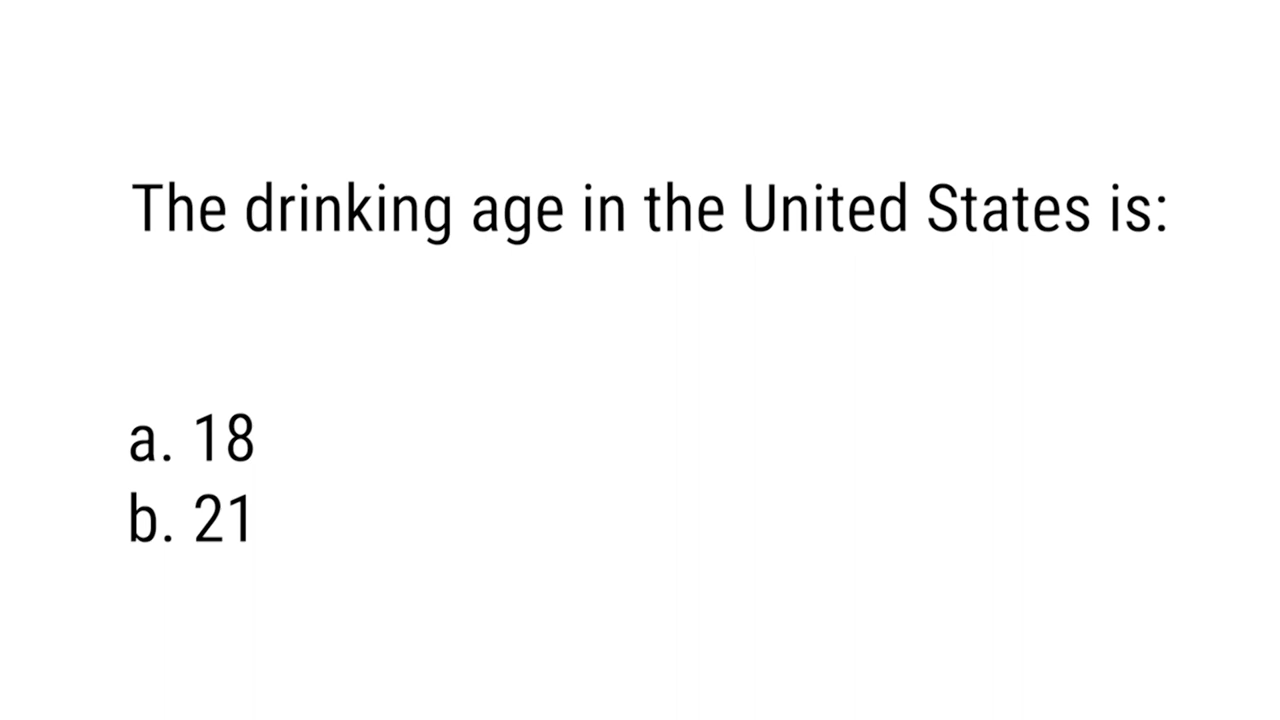 The drinking age in the United States is:
a. 18
b. 21